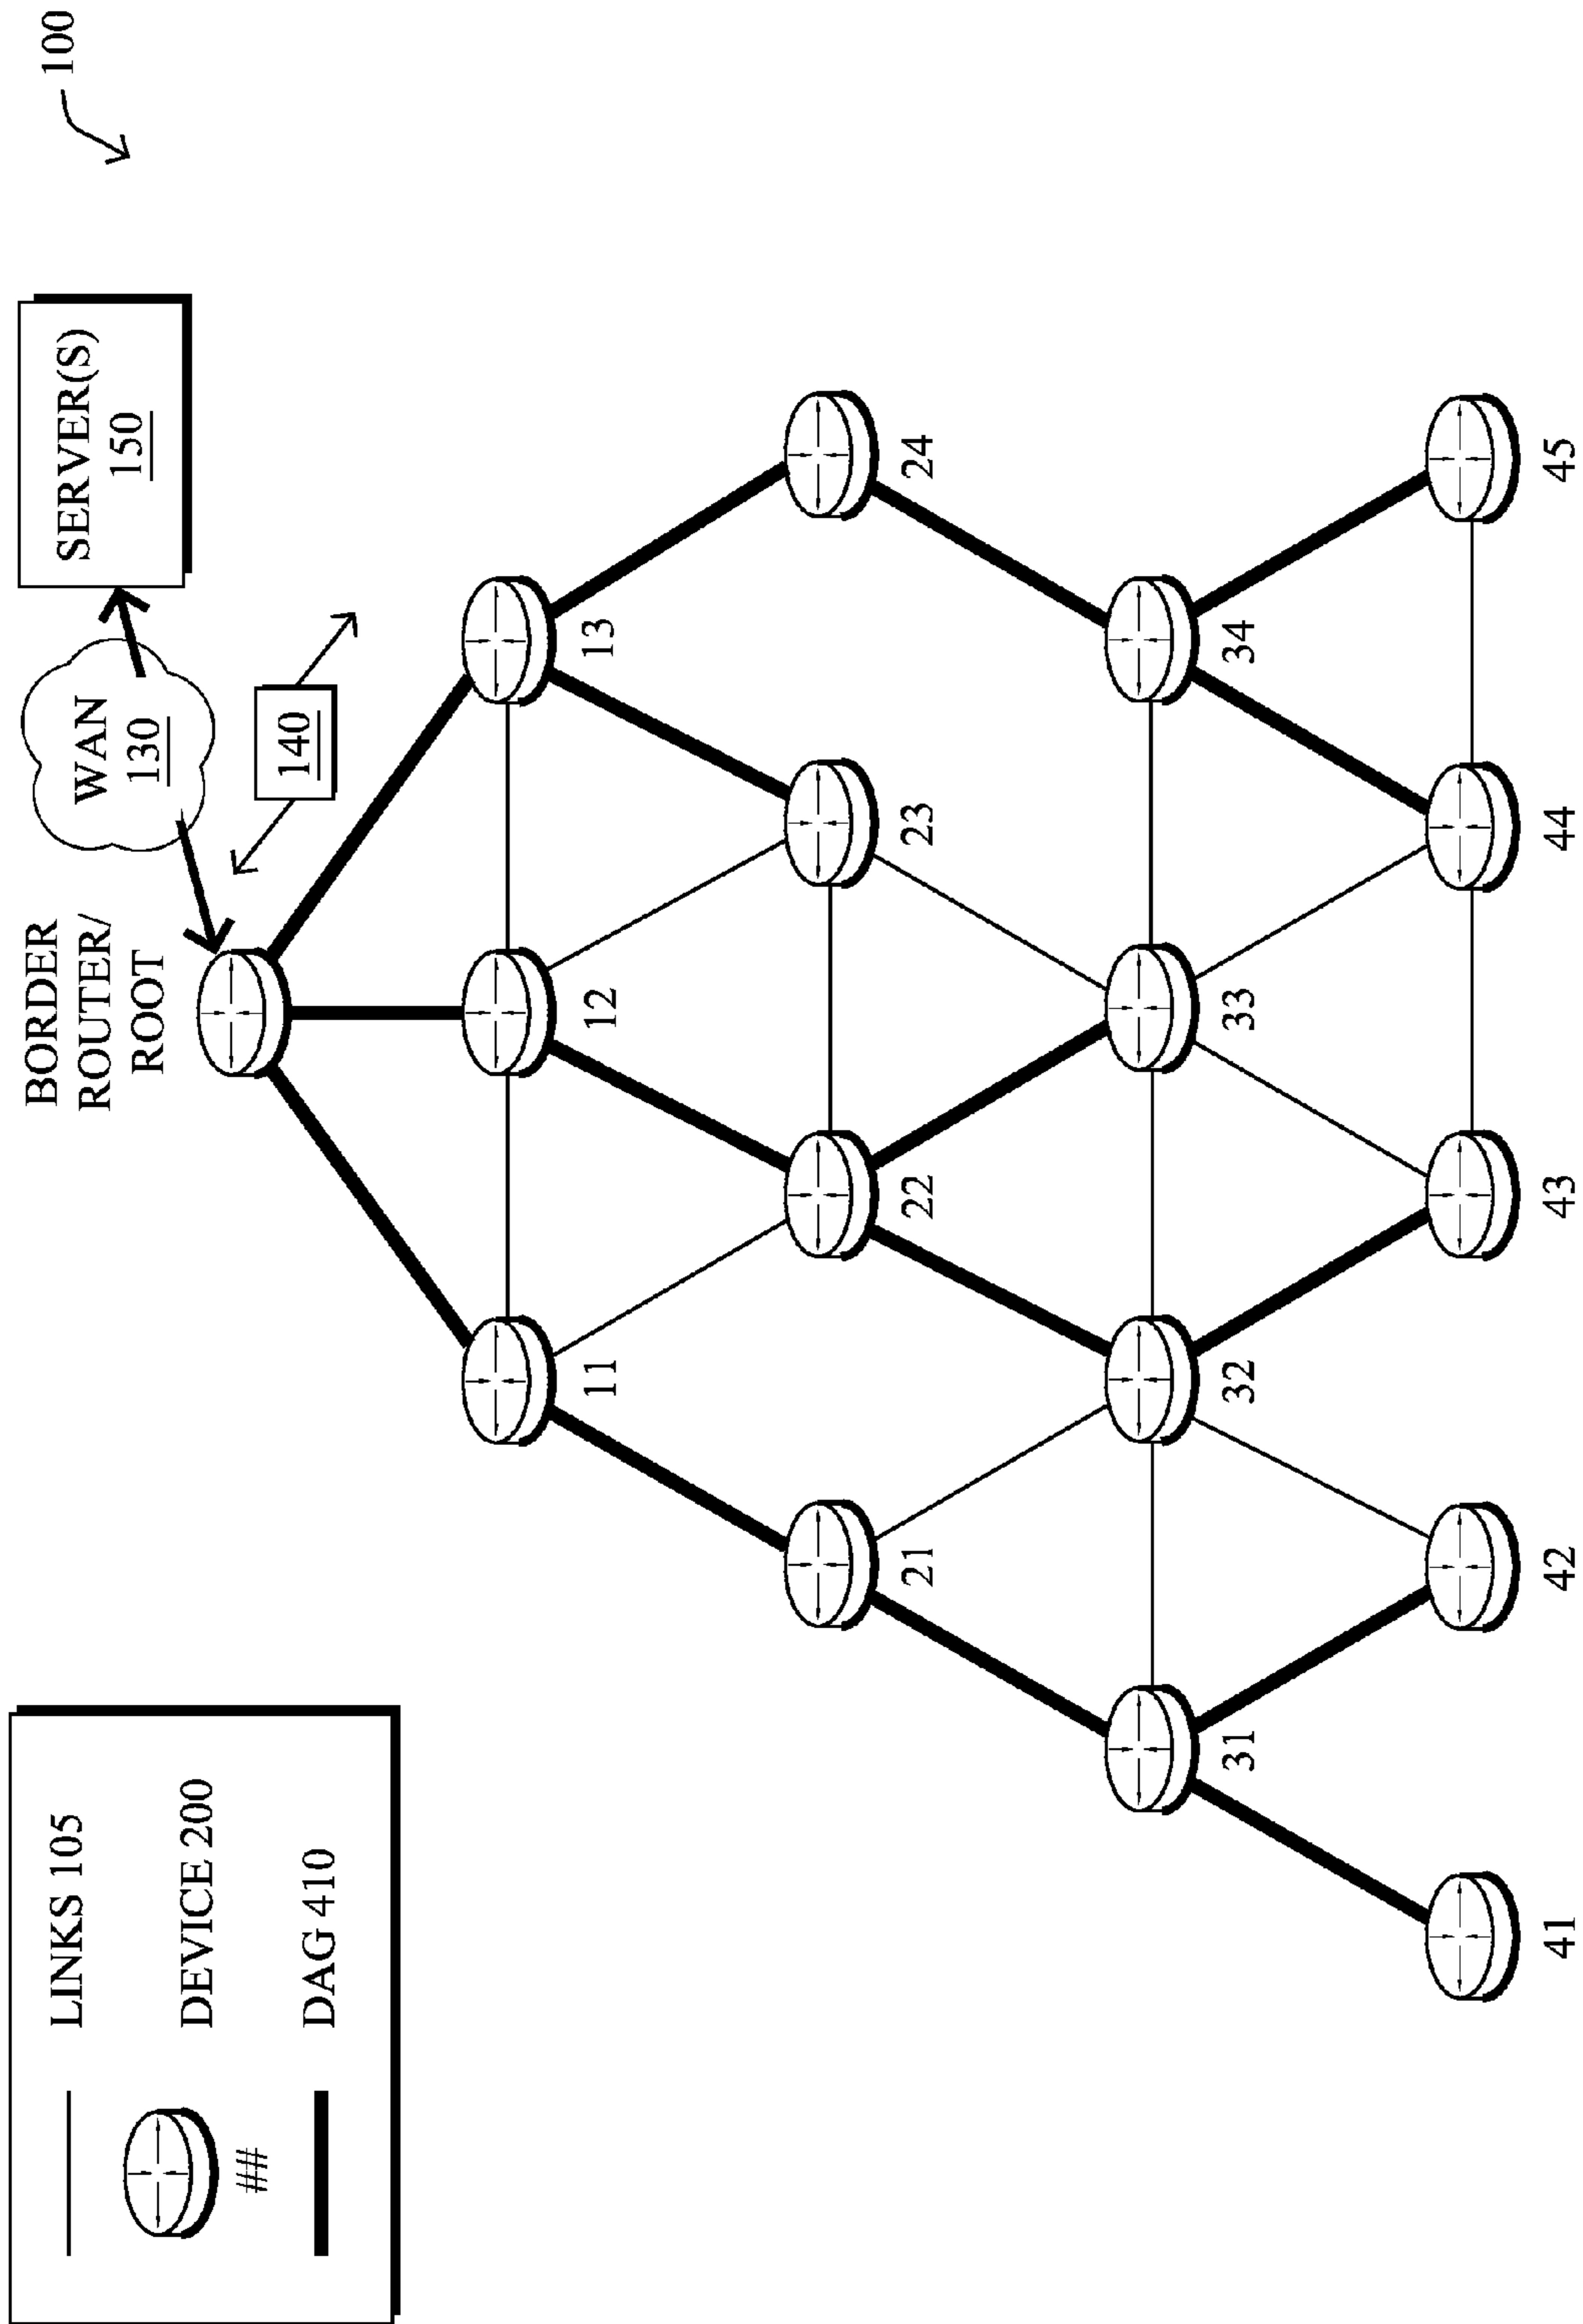 LINKS 105
DEVICE 200
##
DAG 410
100
SERVER(S)
150
WAN
130
140
BORDER
ROUTER/
ROOT
11
12
13
21
22
23
24
31
32
33
34
41
42
43
44
45